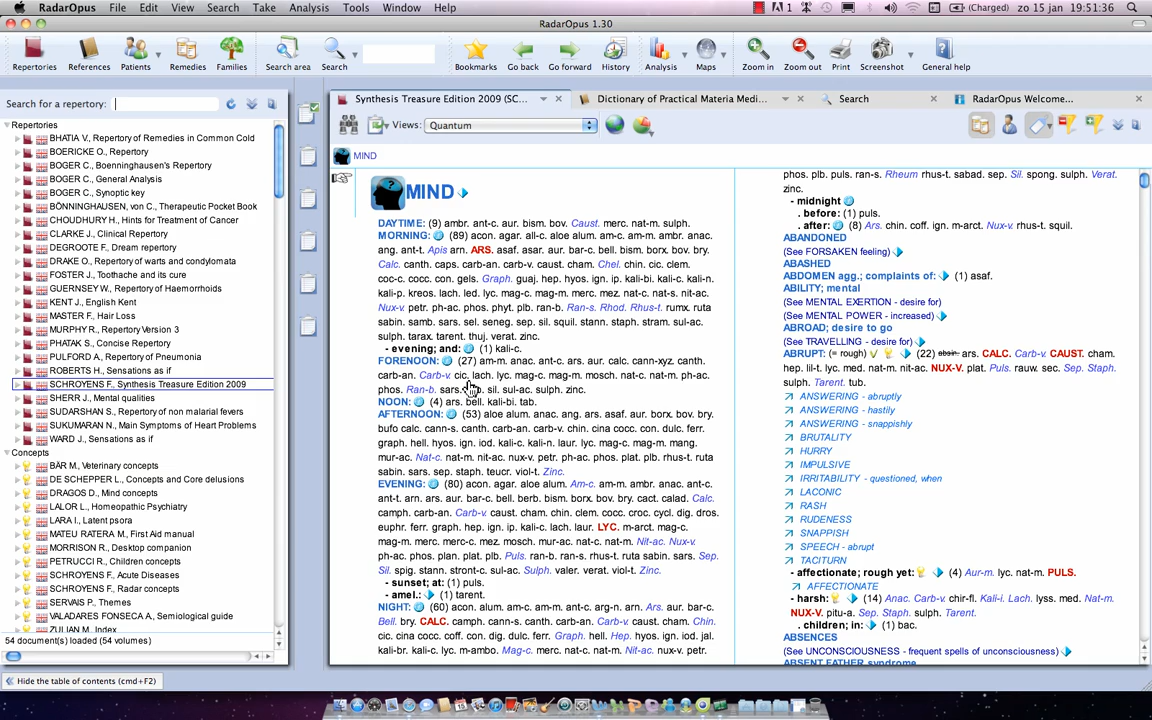 RadarOpus File Edit View Search Take Analysis Tools Window Help 1 (Charged) zo 15 jan 19:51:36
RadarOpus 1.30
Repertories References Patients Remedies Families Search area Search Bookmarks Go back Go forward History Analysis Maps Zoom in Zoom out Print Screenshot General help
Search for a repertory:
Repertories
BHATIA V., Repertory of Remedies in Common Cold
BOERICKE O., Repertory
BOGER C., Boenninghausen's Repertory
BOGER C., General Analysis
BOGER C., Synoptic key
BÖNNINGHAUSEN, von C., Therapeutic Pocket Book
CHOUDHURY H., Hints for Treatment of Cancer
CLARKE J., Clinical Repertory
DEGROOTE F., Dream repertory
DRAKE O., Repertory of warts and condylomata
FOSTER J., Toothache and its cure
GUERNSEY W., Repertory of Haemorrhoids
KENT J., English Kent
MASTER F., Hair Loss
MURPHY R., Repertory Version 3
PHATAK S., Concise Repertory
PULFORD A., Repertory of Pneumonia
ROBERTS H., Sensations as if
SCHROYENS F., Synthesis Treasure Edition 2009
SHERR J., Mental qualities
SUDARSHAN S., Repertory of non malarial fevers
SUKUMARAN N., Main Symptoms of Heart Problems
WARD J., Sensations as if
Concepts
BÄR M., Veterinary concepts
DE SCHEPPER L., Concepts and Core delusions
DRAGOS D., Mind concepts
LALOR L., Homeopathic Psychiatry
LARA I., Latent psora
MATEU RATERA M., First Aid manual
MORRISON R., Desktop companion
PETRUCCI R., Children concepts
SCHROYENS F., Acute Diseases
SCHROYENS F., Radar concepts
SERVAIS P., Themes
VALADARES FONSECA A., Semiological guide
ZULIAN M., Index
54 document(s) loaded (54 volumes)
Hide the table of contents (cmd+F2)
Synthesis Treasure Edition 2009 (SC... Dictionary of Practical Materia Medi... Search RadarOpus Welcome...
Views: Quantum
MIND
MIND
DAYTIME: (9) ambr. ant-c. aur. bism. bov. Caust. merc. nat-m. sulph.
MORNING: (89) acon. agar. all-c. aloe alum. am-c. am-m. ambr. anac.
ang. ant-t. Apis arn. ARS. asaf. asar. aur. bar-c. bell. bism. borx. bov. bry.
Calc. canth. caps. carb-an. carb-v. caust. cham. Chel. chin. cic. clem.
coc-c. cocc. con. gels. Graph. guaj. hep. hyos. ign. ip. kali-bi. kali-c. kali-n.
kali-p. kreos. lach. led. lyc. mag-c. mag-m. merc. mez. nat-c. nat-s. nit-ac.
Nux-v. petr. ph-ac. phos. phyt. plb. ran-b. Ran-s. Rhod. Rhus-t. rumx. ruta
sabin. samb. sars. sel. seneg. sep. sil. squil. stann. staph. stram. sul-ac.
sulph. tarax. tarent. thuj. verat. zinc.
- evening; and: (1) kali-c.
FORENOON: (27) am-m. anac. ant-c. ars. aur. calc. cann-xyz. canth.
carb-an. Carb-v. cic. lach. lyc. mag-c. mag-m. mosch. nat-c. nat-m. ph-ac.
phos. Ran-b. sars. sil. sul-ac. sulph. zinc.
NOON: (4) ars. bell. kali-bi. tab.
AFTERNOON: (53) aloe alum. anac. ang. ars. asaf. aur. borx. bov. bry.
bufo calc. cann-s. canth. carb-an. carb-v. chin. cina cocc. con. dulc. ferr.
graph. hell. hyos. ign. iod. kali-c. kali-n. laur. lyc. mag-c. mag-m. mang.
mur-ac. Nat-c. nat-m. nit-ac. nux-v. petr. ph-ac. phos. plat. plb. rhus-t. ruta
sabin. sars. sep. staph. teucr. viol-t. Zinc.
EVENING: (80) acon. agar. aloe alum. Am-c. am-m. ambr. anac. ant-c.
ant-t. arn. ars. aur. bar-c. bell. berb. bism. borx. bov. bry. cact. calad. Calc.
camph. carb-an. Carb-v. caust. cham. chin. clem. cocc. croc. cycl. dig. dros.
euphr. ferr. graph. hep. ign. ip. kali-c. lach. laur. LYC. m-arct. mag-c.
mag-m. merc. merc-c. mez. mosch. mur-ac. nat-c. nat-m. Nit-ac. Nux-v.
ph-ac. phos. plan. plat. plb. Puls. ran-b. ran-s. rhus-t. ruta sabin. sars. Sep.
Sil. spig. stann. stront-c. sul-ac. Sulph. valer. verat. viol-t. Zinc.
- sunset; at: (1) puls.
- amel.: (1) tarent.
NIGHT: (60) acon. alum. am-c. am-m. ant-c. arg-n. arn. Ars. aur. bar-c.
Bell. bry. CALC. camph. cann-s. canth. carb-an. Carb-v. caust. cham. Chin.
cic. cina cocc. coff. con. dig. dulc. ferr. Graph. hell. Hep. hyos. ign. iod. jal.
kali-br. kali-c. kali-c. lyc. m-ambo. Mag-c. merc. nat-c. nat-m. Nit-ac. nux-v. petr.
phos. plb. puls. ran-s. Rheum rhus-t. sabad. sep. Sil. spong. sulph. Verat.
zinc.
- midnight
. before: (1) puls.
. after: (8) Ars. chin. coff. ign. m-arct. Nux-v. rhus-t. squil.
ABANDONED
(See FORSAKEN feeling)
ABASHED
ABDOMEN agg.; complaints of: (1) asaf.
ABILITY; mental
(See MENTAL EXERTION - desire for)
(See MENTAL POWER - increased)
ABROAD; desire to go
(See TRAVELLING - desire for)
ABRUPT: (= rough) (22) absin. ars. CALC. Carb-v. CAUST. cham.
hep. lil-t. lyc. med. nat-m. nit-ac. NUX-V. plat. Puls. rauw. sec. Sep. Staph.
sulph. Tarent. tub.
ANSWERING - abruptly
ANSWERING - hastily
ANSWERING - snappishly
BRUTALITY
HURRY
IMPULSIVE
IRRITABILITY - questioned, when
LACONIC
RASH
RUDENESS
SNAPPISH
SPEECH - abrupt
TACITURN
- affectionate; rough yet: (4) Aur-m. lyc. nat-m. PULS.
AFFECTIONATE
- harsh: (14) Anac. Carb-v. chir-fl. Kali-i. Lach. lyss. med. Nat-m.
NUX-V. pitu-a. Sep. Staph. sulph. Tarent.
. children; in: (1) bac.
ABSENCES
(See UNCONSCIOUSNESS - frequent spells of unconsciousness)
ABSENT FATHER syndrome